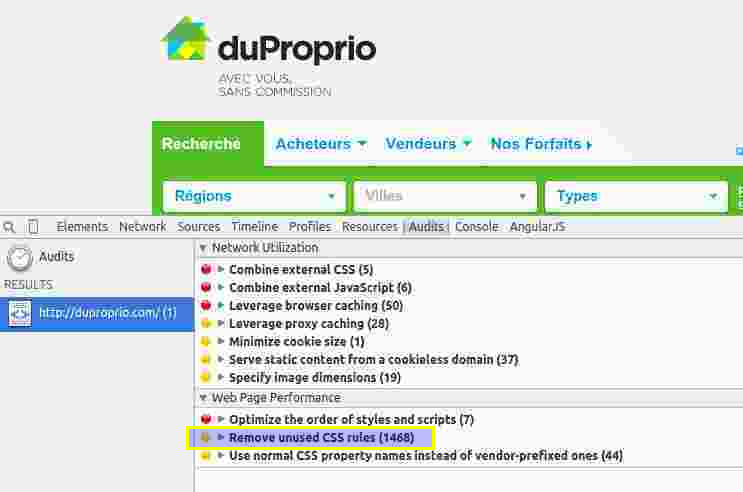 duProprio
AVEC VOUS,
SANS COMMISSION
Recherche Acheteurs Vendeurs Nos Forfaits
Régions Villes Types
Elements Network Sources Timeline Profiles Resources Audits Console AngularJS
Audits
RESULTS
http://duproprio.com/ (1)
Network Utilization
Combine external CSS (5)
Combine external JavaScript (6)
Leverage browser caching (50)
Leverage proxy caching (28)
Minimize cookie size (1)
Serve static content from a cookieless domain (37)
Specify image dimensions (19)
Web Page Performance
Optimize the order of styles and scripts (7)
Remove unused CSS rules (1468)
Use normal CSS property names instead of vendor-prefixed ones (44)